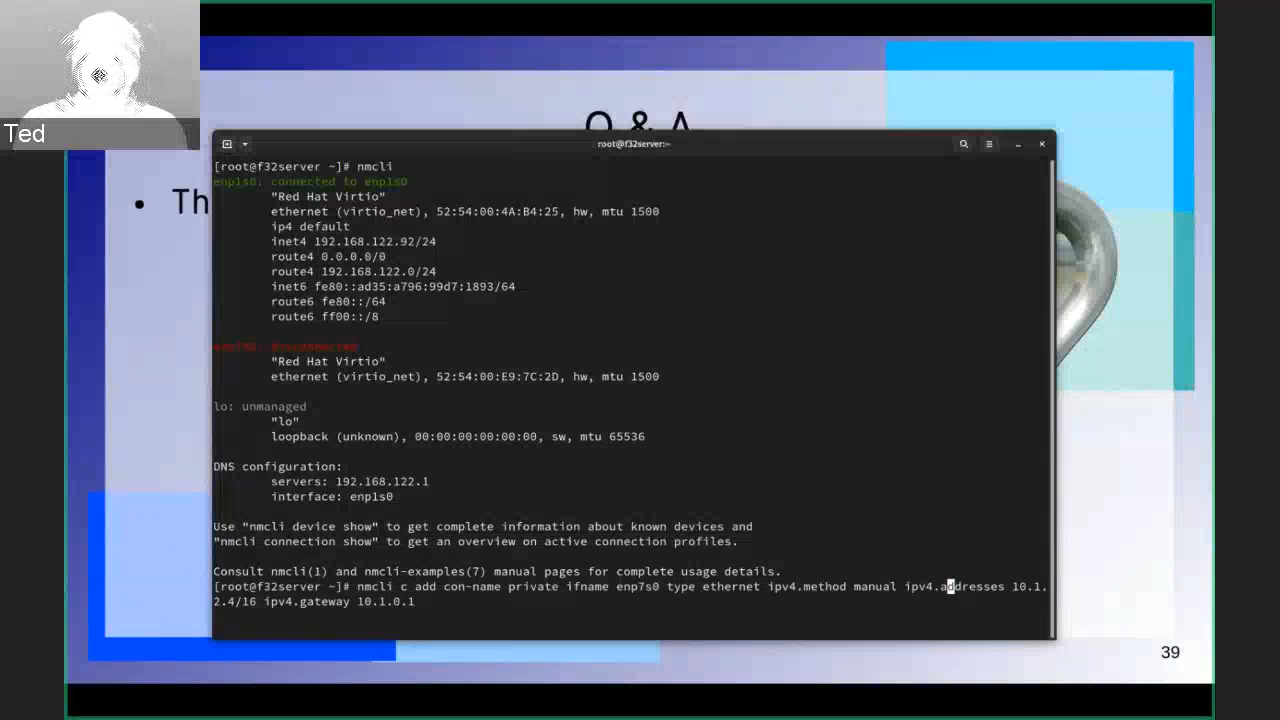 Ted
Q & A
root@f32server:~
• Th
[root@f32server ~]# nmcli
enp1s0: connected to enp1s0
"Red Hat Virtio"
ethernet (virtio_net), 52:54:00:4A:B4:25, hw, mtu 1500
ip4 default
inet4 192.168.122.92/24
route4 0.0.0.0/0
route4 192.168.122.0/24
inet6 fe80::ad35:a796:99d7:1893/64
route6 fe80::/64
route6 ff00::/8
disconnected
"Red Hat Virtio"
ethernet (virtio_net), 52:54:00:E9:7C:2D, hw, mtu 1500
lo: unmanaged
"lo"
loopback (unknown), 00:00:00:00:00:00, sw, mtu 65536
DNS configuration:
servers: 192.168.122.1
interface: enp1s0
Use "nmcli device show" to get complete information about known devices and
"nmcli connection show" to get an overview on active connection profiles.
Consult nmcli(1) and nmcli-examples(7) manual pages for complete usage details.
[root@f32server ~]# nmcli c add con-name private ifname enp7s0 type ethernet ipv4.method manual ipv4.addresses 10.1.
2.4/16 ipv4.gateway 10.1.0.1
39